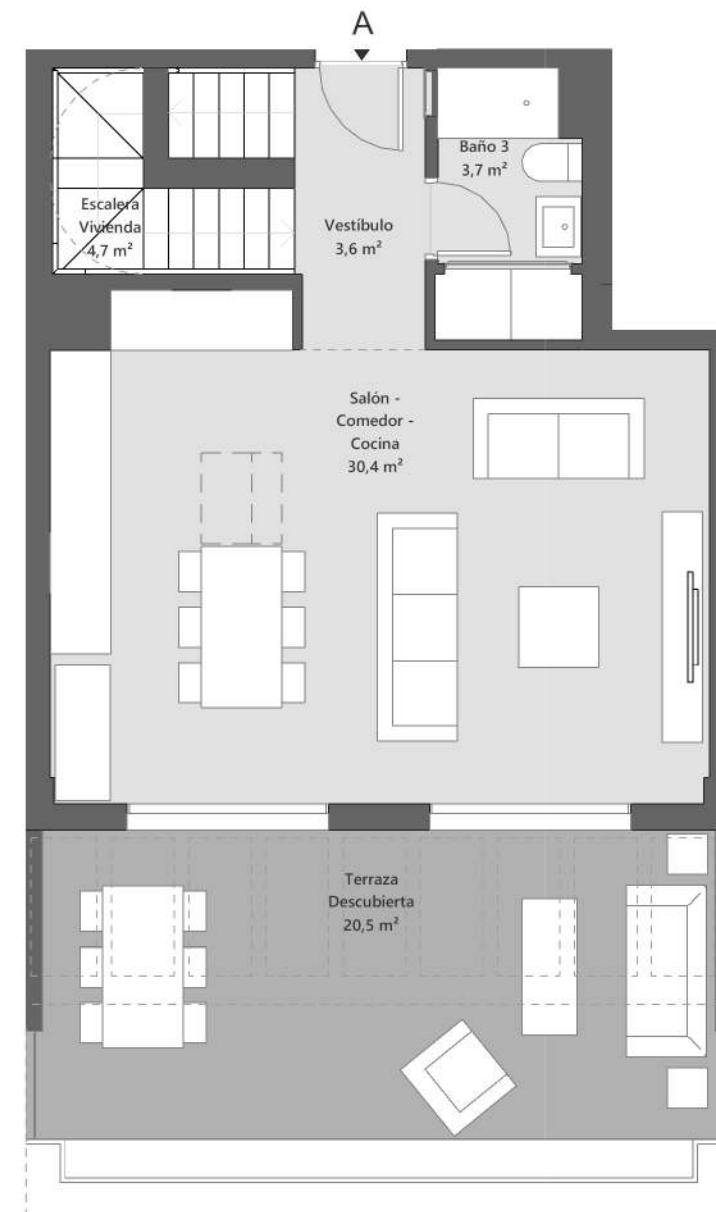 A
Baño 3
3,7 m²
Escalera
Vivienda
4,7 m²
Vestíbulo
3,6 m²
Salón -
Comedor -
Cocina
30,4 m²
Terraza
Descubierta
20,5 m²